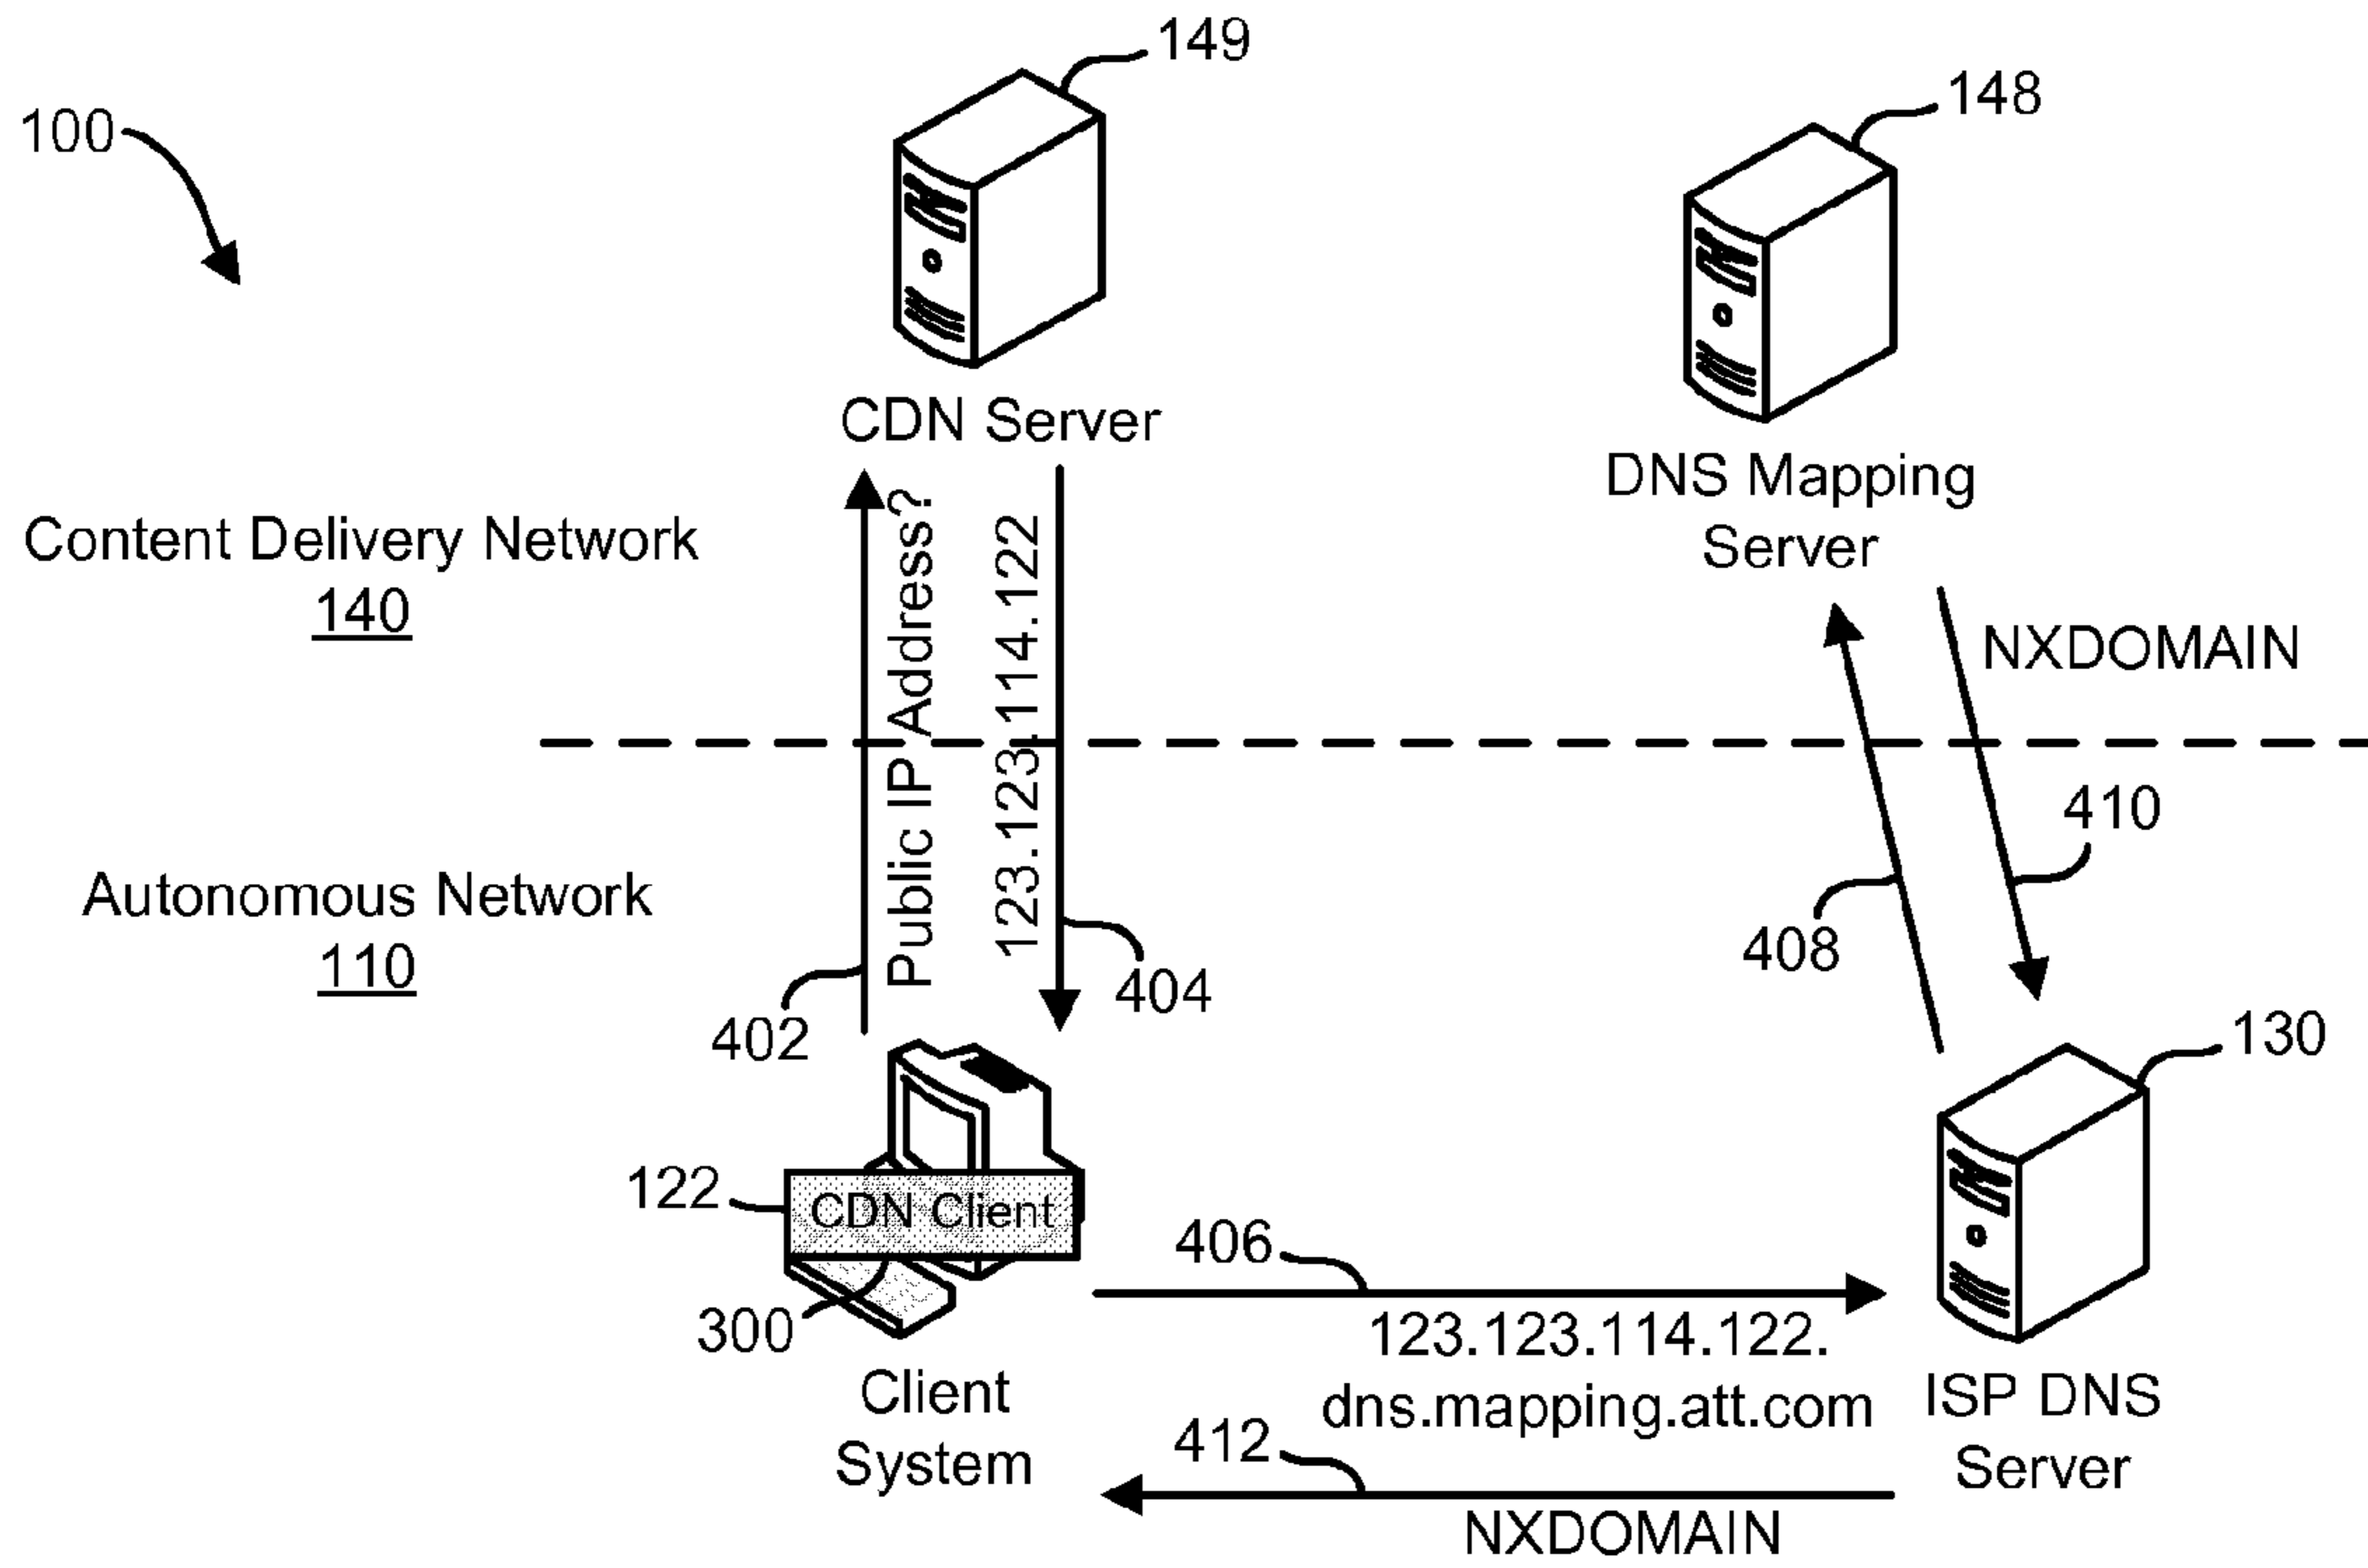 149
148
100
CDN Server
DNS Mapping
Server
Content Delivery Network
140
Public IP Address?
123.123.114.122
NXDOMAIN
410
408
Autonomous Network
110
402
404
130
122
CDN Client
300
Client
System
406
123.123.114.122.
dns.mapping.att.com
ISP DNS
Server
412
NXDOMAIN